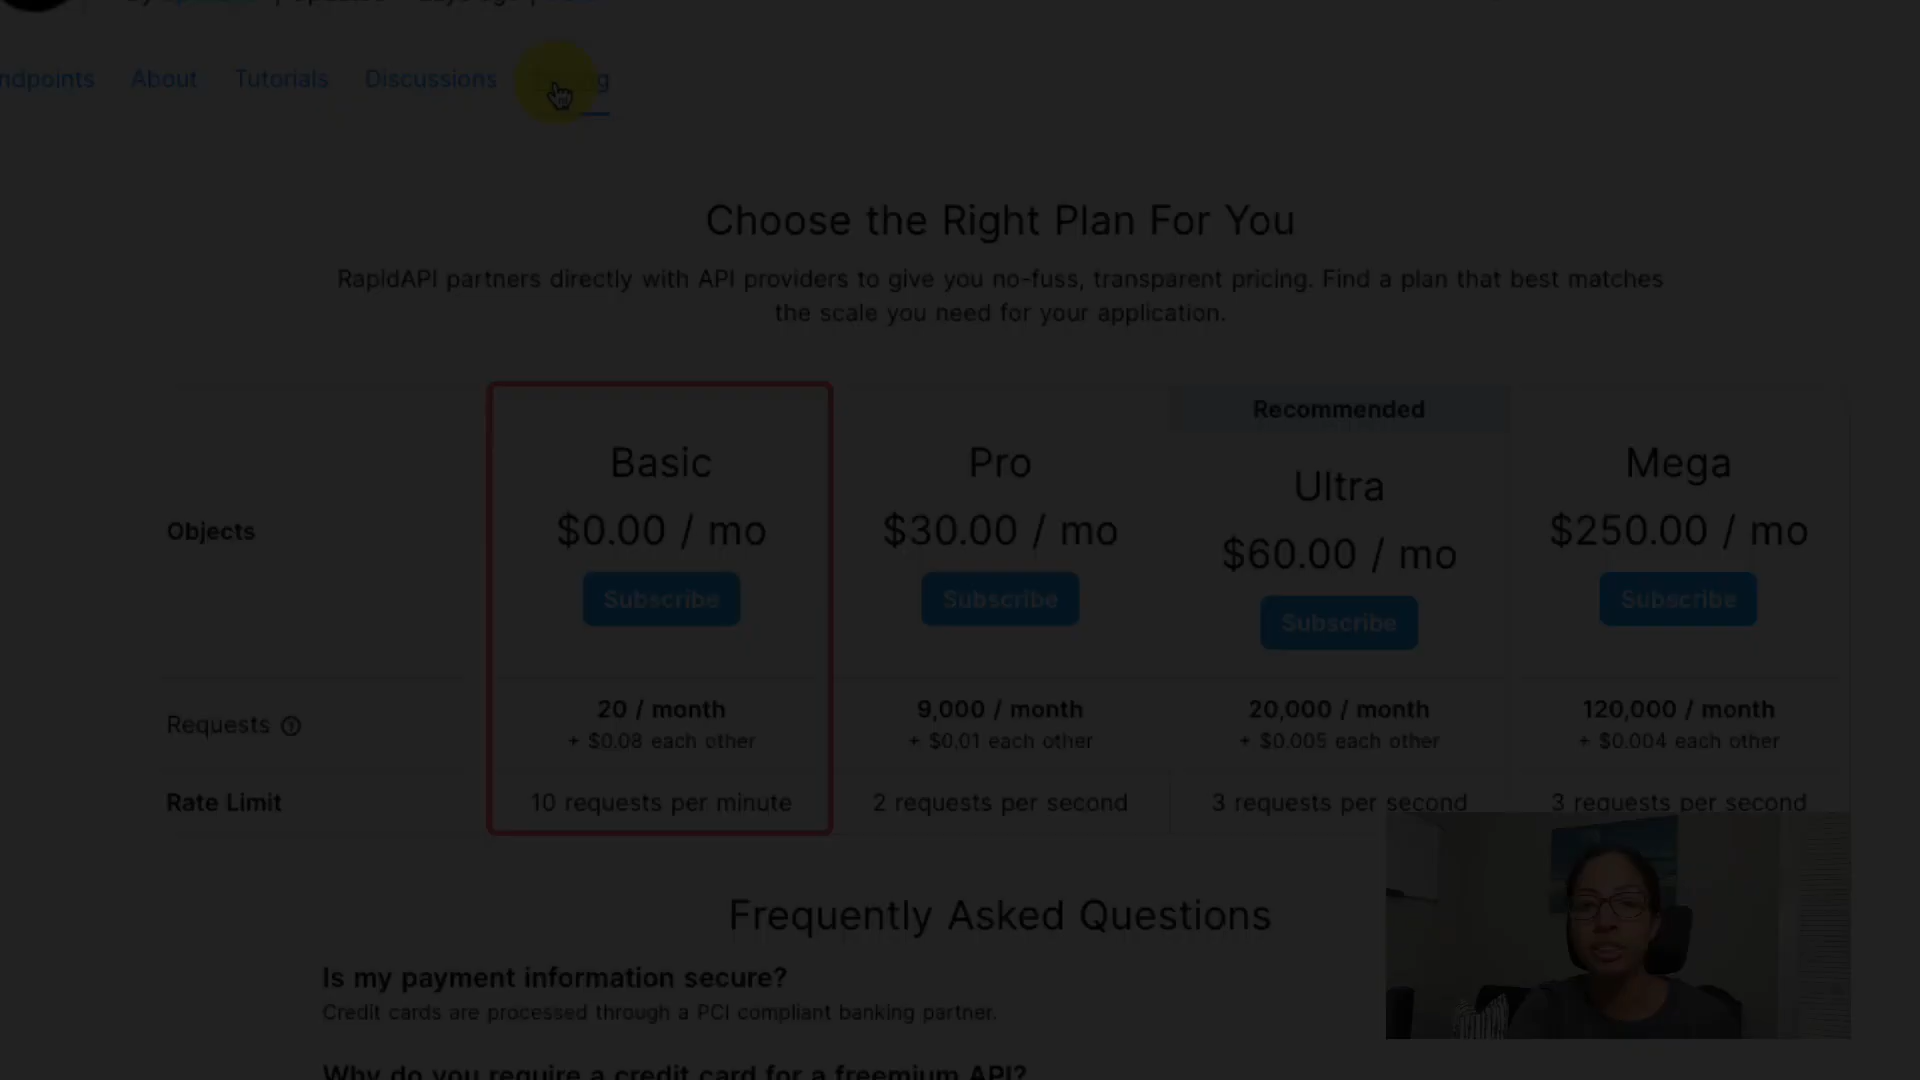 ndpoints About Tutorials Discussions
Choose the Right Plan For You
RapidAPI partners directly with API providers to give you no-fuss, transparent pricing. Find a plan that best matches
the scale you need for your application.
Recommended
Objects
Basic
$0.00 / mo
Subscribe
Pro
$30.00 / mo
Subscribe
Ultra
$60.00 / mo
Subscribe
Mega
$250.00 / mo
Subscribe
Requests ?
20 / month
+ $0.08 each other
9,000 / month
+ $0.01 each other
20,000 / month
+ $0.005 each other
120,000 / month
+ $0.004 each other
Rate Limit 10 requests per minute 2 requests per second 3 requests per second 3 requests per second
Frequently Asked Questions
Is my payment information secure?
Credit cards are processed through a PCI compliant banking partner.
Why do you require a credit card for a freemium API?